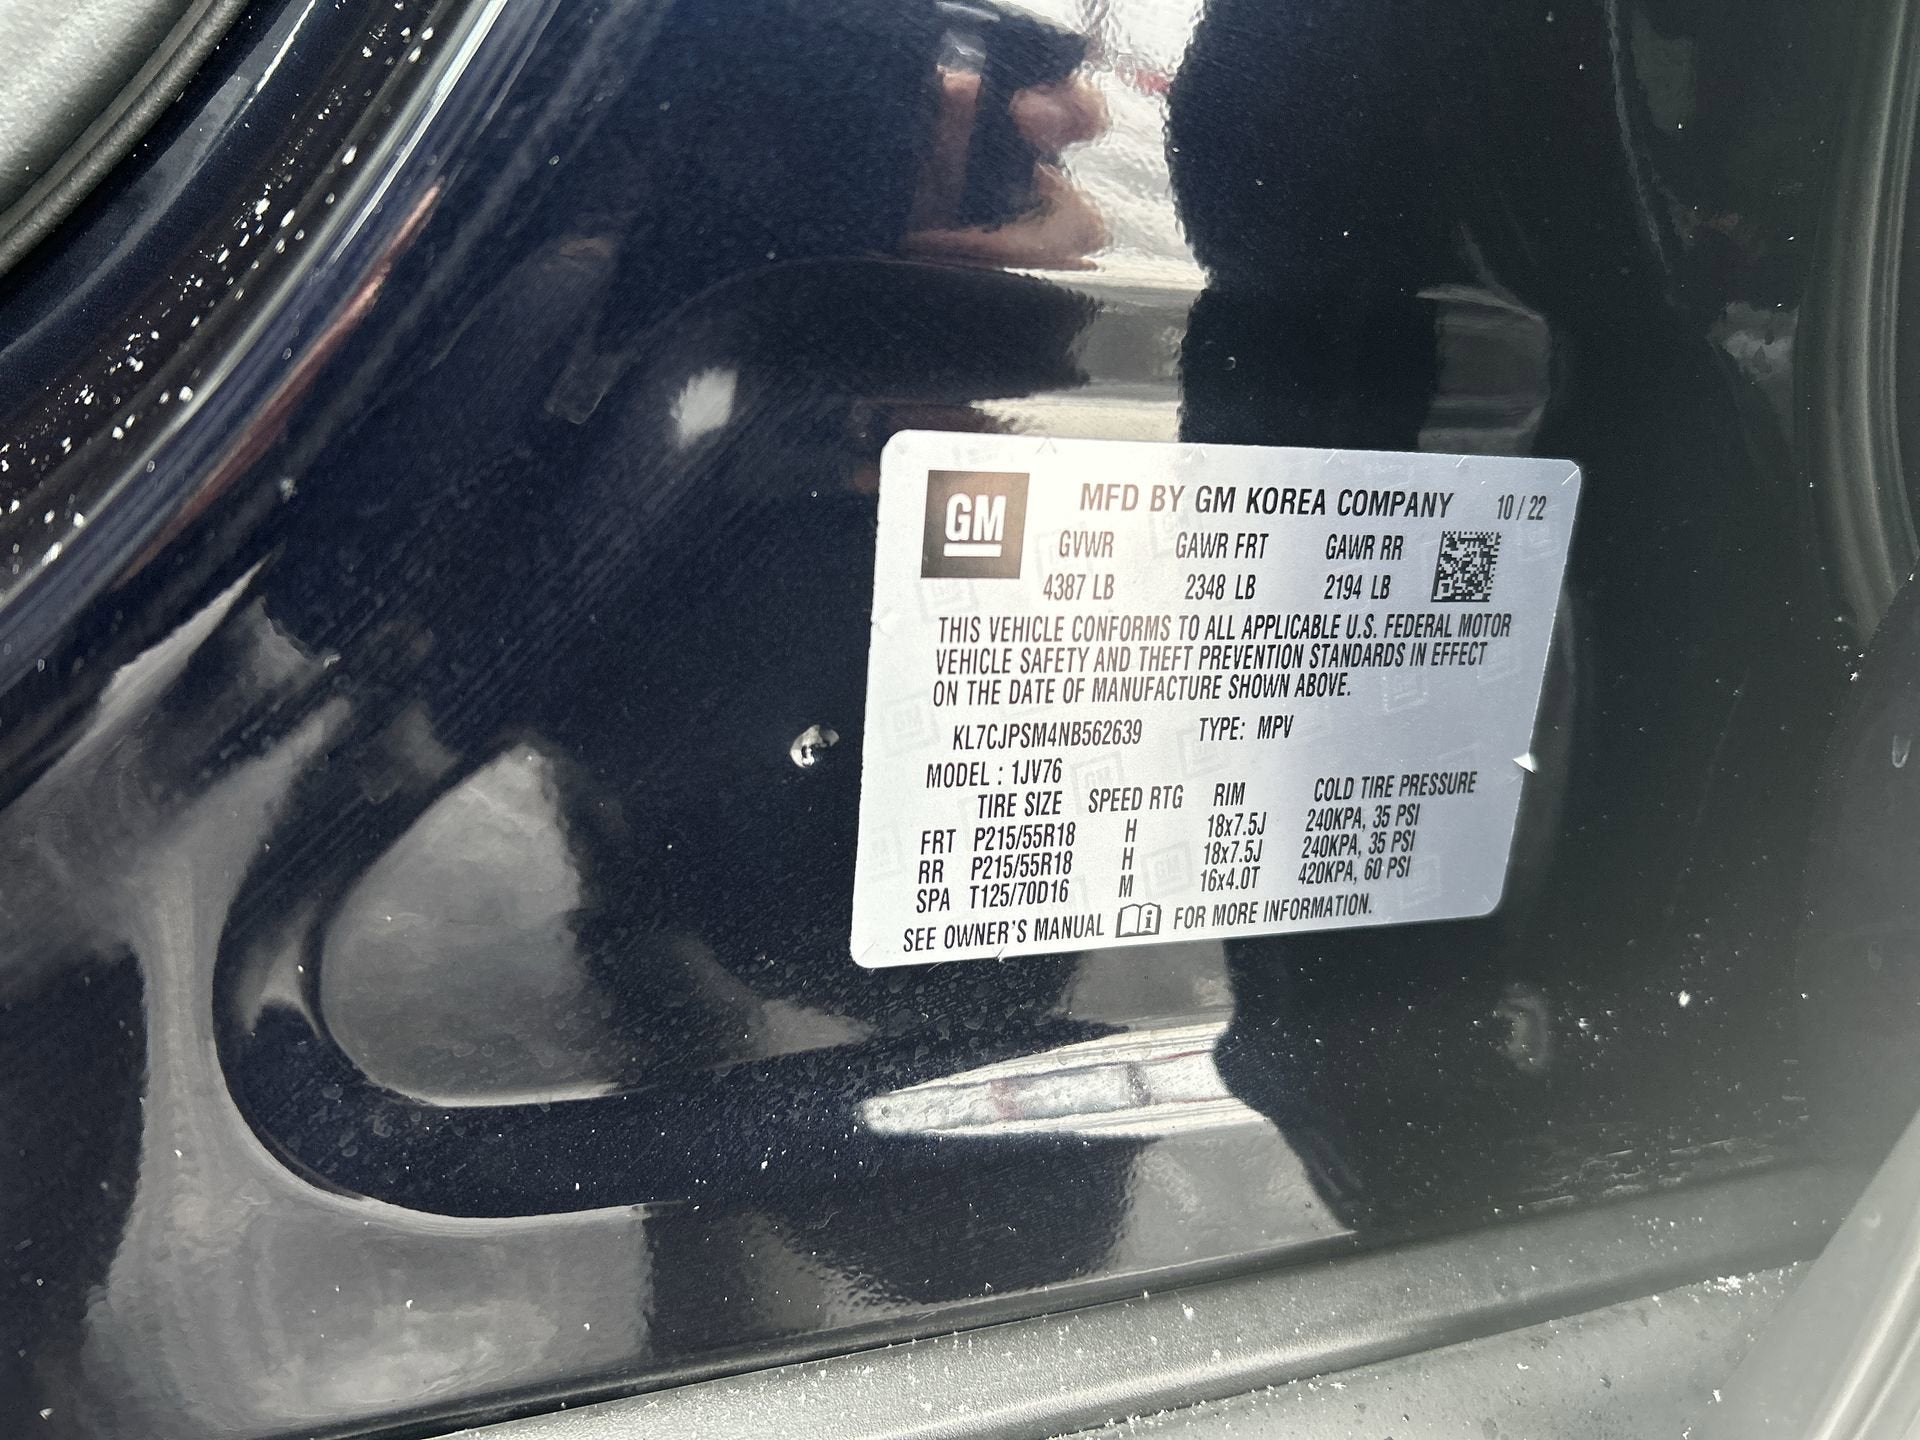 GM
MFD BY GM KOREA COMPANY 10 / 22
GVWR GAWR FRT GAWR RR
4387 LB 2348 LB 2194 LB
THIS VEHICLE CONFORMS TO ALL APPLICABLE U.S. FEDERAL MOTOR
VEHICLE SAFETY AND THEFT PREVENTION STANDARDS IN EFFECT
ON THE DATE OF MANUFACTURE SHOWN ABOVE.
KL7CJPSM4NB562639 TYPE: MPV
MODEL : 1JV76
TIRE SIZE SPEED RTG RIM COLD TIRE PRESSURE
FRT P215/55R18 H 18x7.5J 240KPA, 35 PSI
RR P215/55R18 H 18x7.5J 240KPA, 35 PSI
SPA T125/70D16 M 16x4.0T 420KPA, 60 PSI
SEE OWNER'S MANUAL i FOR MORE INFORMATION.